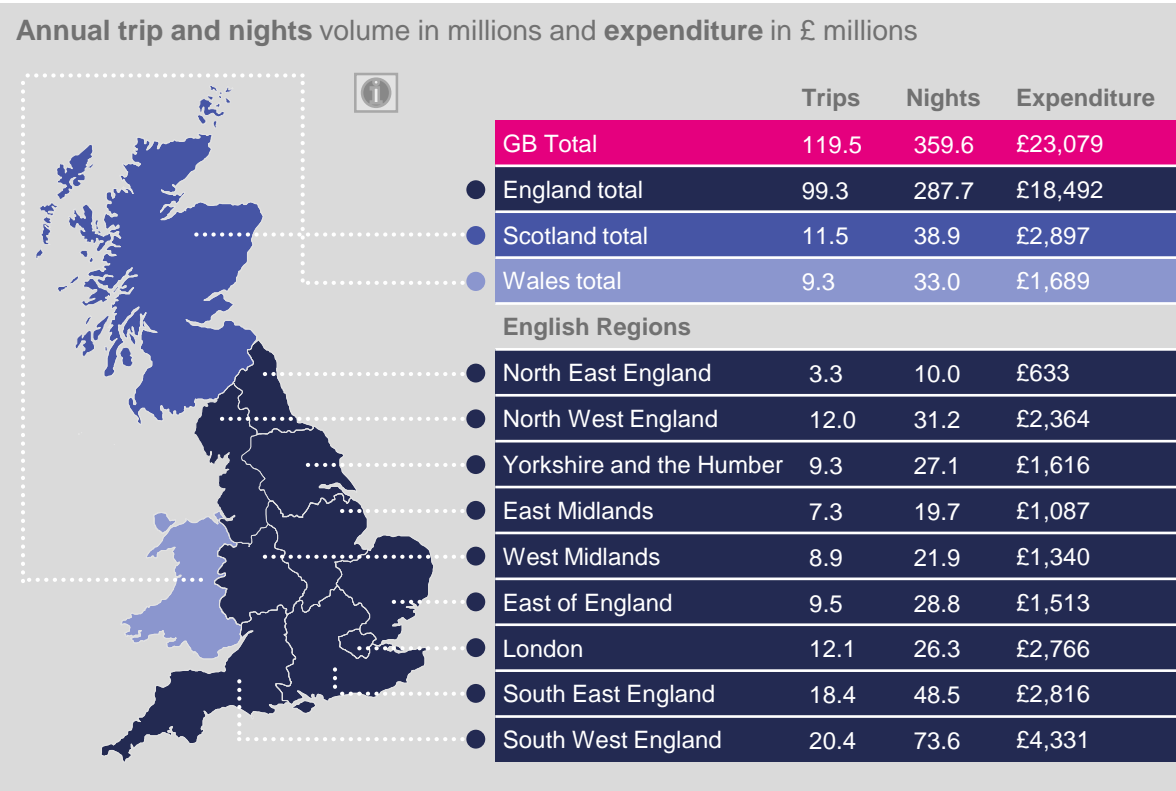 Annual trip and nights volume in millions and expenditure in £ millions
Trips Nights Expenditure
GB Total 119.5 359.6 £23,079
England total 99.3 287.7 £18,492
Scotland total 11.5 38.9 £2,897
Wales total 9.3 33.0 £1,689
English Regions
North East England 3.3 10.0 £633
North West England 12.0 31.2 £2,364
Yorkshire and the Humber 9.3 27.1 £1,616
East Midlands 7.3 19.7 £1,087
West Midlands 8.9 21.9 £1,340
East of England 9.5 28.8 £1,513
London 12.1 26.3 £2,766
South East England 18.4 48.5 £2,816
South West England 20.4 73.6 £4,331